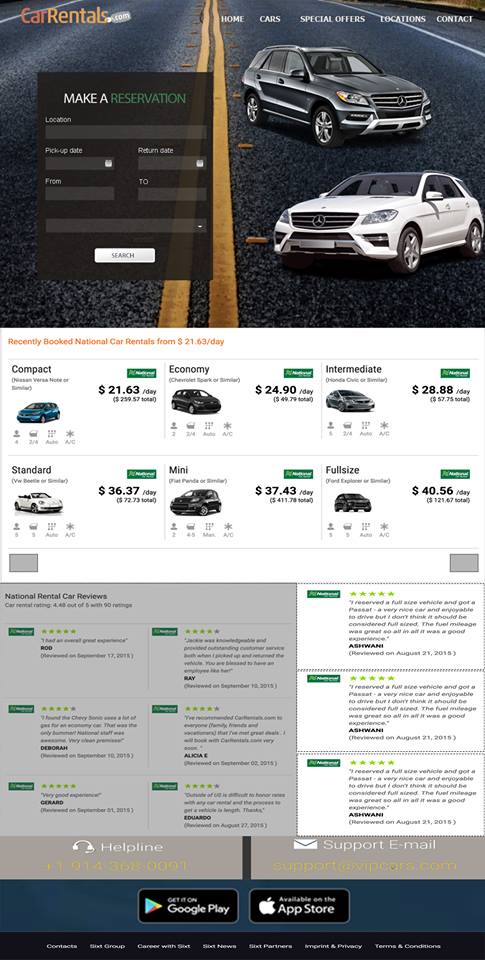 CarRentals.com
HOME CARS SPECIAL OFFERS LOCATIONS CONTACT
MAKE A RESERVATION
Location
Pick-up date Return date
From TO
SEARCH
Recently Booked National Car Rentals from $ 21.63/day
Compact
(Nissan Versa Note or
Similar)
National
$ 21.63 /day
($ 259.57 total)
4 2/4 Auto A/C
Economy
(Chevrolet Spark or Similar)
National
$ 24.90 /day
($ 49.79 total)
2 2/4 Auto A/C
Intermediate
(Honda Civic or Similar)
National
$ 28.88 /day
($ 57.75 total)
5 2/4 Auto A/C
Standard
(Vw Beetle or Similar)
National
$ 36.37 /day
($ 72.73 total)
5 5 Auto A/C
Mini
(Fiat Panda or Similar)
National
$ 37.43 /day
($ 411.78 total)
2 4-5 Man. A/C
Fullsize
(Ford Explorer or Similar)
National
$ 40.56 /day
($ 121.67 total)
5 5 Auto A/C
National Rental Car Reviews
Car rental rating: 4.48 out of 5 with 90 ratings
National
"I had an overall great experience"
ROD
(Reviewed on September 17, 2015 )
National
"Jackie was knowledgeable and
provided outstanding customer service
both when I picked up and returned the
vehicle. You are blessed to have an
employee like her!"
RAY
(Reviewed on September 10, 2015 )
National
"I found the Chevy Sonic uses a lot of
gas for an economy car. That was the
only bummer! National staff was
awesome. Very clean premises!"
DEBORAH
(Reviewed on September 10, 2015 )
National
"I've recommended CarRentals.com to
everyone (family, friends and
vacations) that I've met great deals . I
will book with CarRentals.com very
soon. "
ALICIA E
(Reviewed on September 02, 2015 )
National
"Very good experience!"
GERARD
(Reviewed on September 01, 2015 )
National
"Outside of US is difficult to honor rates
with any car rental and the process to
get a vehicle is length. Thanks,"
EDUARDO
(Reviewed on August 27, 2015 )
National
"I reserved a full size vehicle and got a
Passat - a very nice car and enjoyable
to drive but I don't think it should be
considered full sized. The fuel mileage
was great so all in all it was a good
experience."
ASHWANI
(Reviewed on August 21, 2015 )
National
"I reserved a full size vehicle and got a
Passat - a very nice car and enjoyable
to drive but I don't think it should be
considered full sized. The fuel mileage
was great so all in all it was a good
experience."
ASHWANI
(Reviewed on August 21, 2015 )
National
"I reserved a full size vehicle and got a
Passat - a very nice car and enjoyable
to drive but I don't think it should be
considered full sized. The fuel mileage
was great so all in all it was a good
experience."
ASHWANI
(Reviewed on August 21, 2015 )
Helpline
+1 914-368-0091
Support E-mail
support@vipcars.com
GET IT ON
Google Play
Available on the
App Store
Contacts Sixt Group Career with Sixt Sixt News Sixt Partners Imprint & Privacy Terms & Conditions